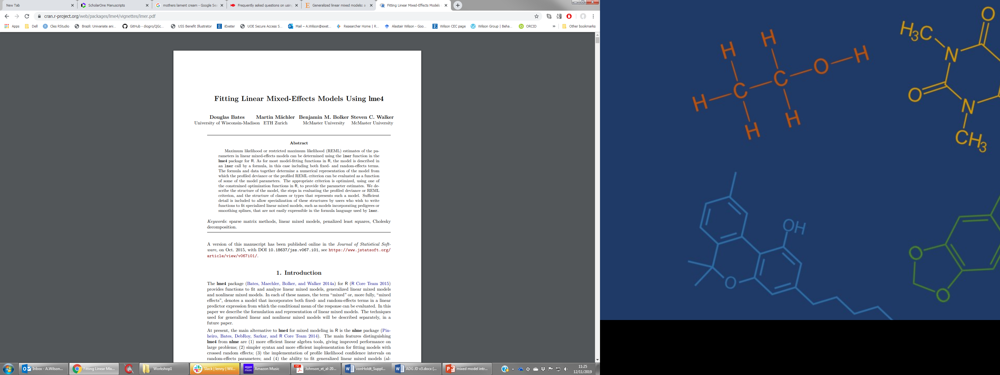 New Tab
ScholarOne Manuscripts
mothers lament cream - Google Sea
Frequently asked questions on using
Generalized linear mixed models: a
Fitting Linear Mixed-Effects Models
cran.r-project.org/web/packages/lme4/vignettes/lmer.pdf
Apps
Dell
Cles RStudio
Brazil: Univariate ani...
GitHub - diogro/QGc...
USS Benefit Illustrator
iExeter
UOE Secure Access S...
Mail – A.Wilson@exet...
Researcher Home | R...
Alastair Wilson - Goo...
Wilson CEC page
Wilson Group | Beha...
ORCID
»
Other bookmarks
Fitting Linear Mixed-Effects Models Using lme4
Douglas Bates Martin Mächler Benjamin M. Bolker Steven C. Walker
University of Wisconsin-Madison ETH Zurich McMaster University McMaster University
Abstract
Maximum likelihood or restricted maximum likelihood (REML) estimates of the pa-
rameters in linear mixed-effects models can be determined using the lmer function in the
lme4 package for R. As for most model-fitting functions in R, the model is described in
an lmer call by a formula, in this case including both fixed- and random-effects terms.
The formula and data together determine a numerical representation of the model from
which the profiled deviance or the profiled REML criterion can be evaluated as a function
of some of the model parameters. The appropriate criterion is optimized, using one of
the constrained optimization functions in R, to provide the parameter estimates. We de-
scribe the structure of the model, the steps in evaluating the profiled deviance or REML
criterion, and the structure of classes or types that represents such a model. Sufficient
detail is included to allow specialization of these structures by users who wish to write
functions to fit specialized linear mixed models, such as models incorporating pedigrees or
smoothing splines, that are not easily expressible in the formula language used by lmer.
Keywords: sparse matrix methods, linear mixed models, penalized least squares, Cholesky
decomposition.
A version of this manuscript has been published online in the Journal of Statistical Soft-
ware, on Oct. 2015, with DOI 10.18637/jss.v067.i01, see https://www.jstatsoft.org/
article/view/v067i01/.
1. Introduction
The lme4 package (Bates, Maechler, Bolker, and Walker 2014a) for R (R Core Team 2015)
provides functions to fit and analyze linear mixed models, generalized linear mixed models
and nonlinear mixed models. In each of these names, the term “mixed” or, more fully, “mixed
effects”, denotes a model that incorporates both fixed- and random-effects terms in a linear
predictor expression from which the conditional mean of the response can be evaluated. In this
paper we describe the formulation and representation of linear mixed models. The techniques
used for generalized linear and nonlinear mixed models will be described separately, in a
future paper.
At present, the main alternative to lme4 for mixed modeling in R is the nlme package (Pin-
heiro, Bates, DebRoy, Sarkar, and R Core Team 2014). The main features distinguishing
lme4 from nlme are (1) more efficient linear algebra tools, giving improved performance on
large problems; (2) simpler syntax and more efficient implementation for fitting models with
crossed random effects; (3) the implementation of profile likelihood confidence intervals on
random-effects parameters; and (4) the ability to fit generalized linear mixed models (al-
H
H
H
C
C
O
H
H
H
H3C
N
O
O
N
CH3
OH
O
O
O
Inbox - A.Wilson...
Fitting Linear Mix...
Workshop1
Slack | lenny | Wil...
amazon music
Amazon Music
PDF
Johnson_et_al-20...
vonHoldt_Suppl...
ADG JD v3.docx (...
mixed model intr...
11:25
12/11/2019